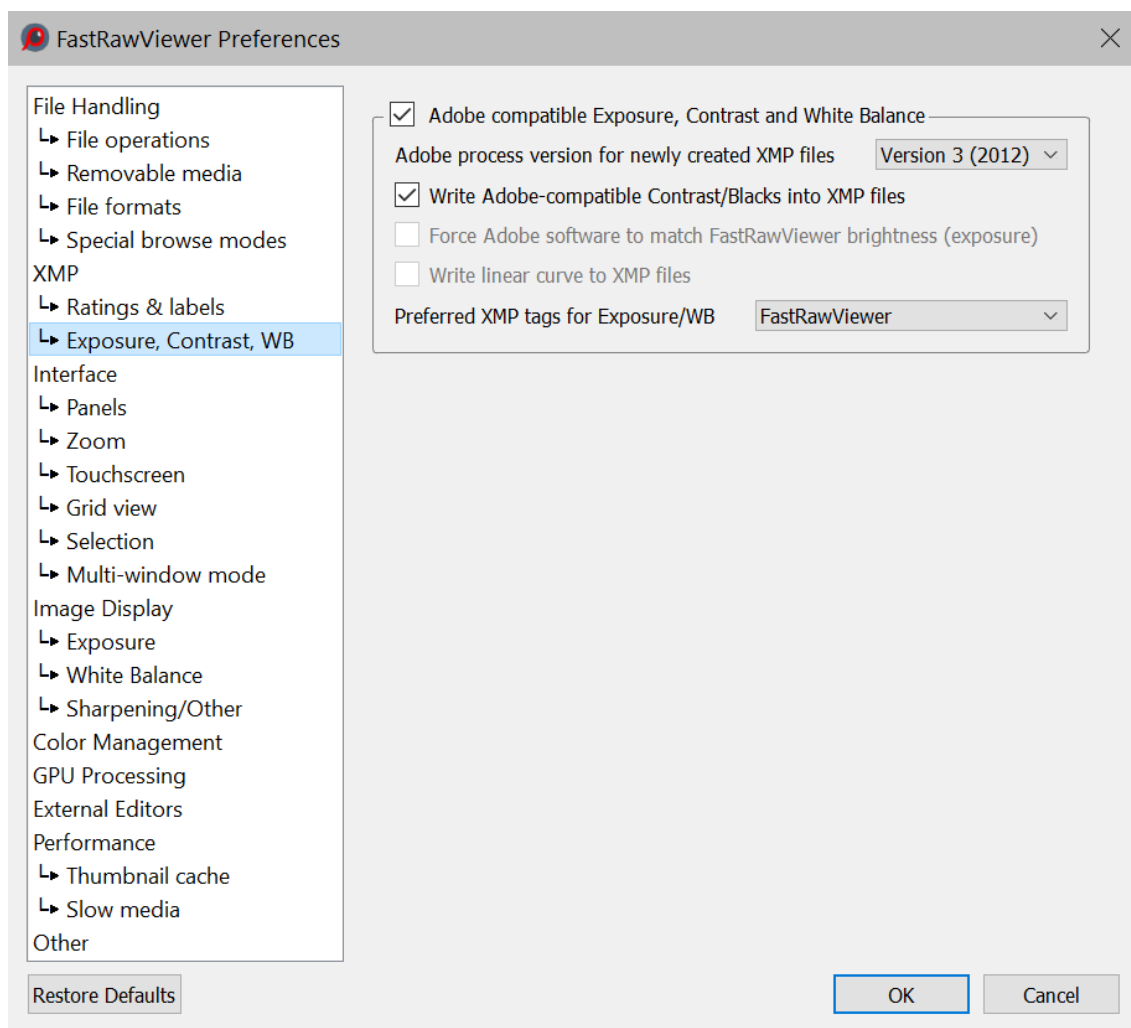 FastRawViewer Preferences
File Handling
File operations
Removable media
File formats
Special browse modes
XMP
Ratings & labels
Exposure, Contrast, WB
Interface
Panels
Zoom
Touchscreen
Grid view
Selection
Multi-window mode
Image Display
Exposure
White Balance
Sharpening/Other
Color Management
GPU Processing
External Editors
Performance
Thumbnail cache
Slow media
Other
Adobe compatible Exposure, Contrast and White Balance
Adobe process version for newly created XMP files Version 3 (2012)
Write Adobe-compatible Contrast/Blacks into XMP files
Force Adobe software to match FastRawViewer brightness (exposure)
Write linear curve to XMP files
Preferred XMP tags for Exposure/WB FastRawViewer
Restore Defaults OK Cancel